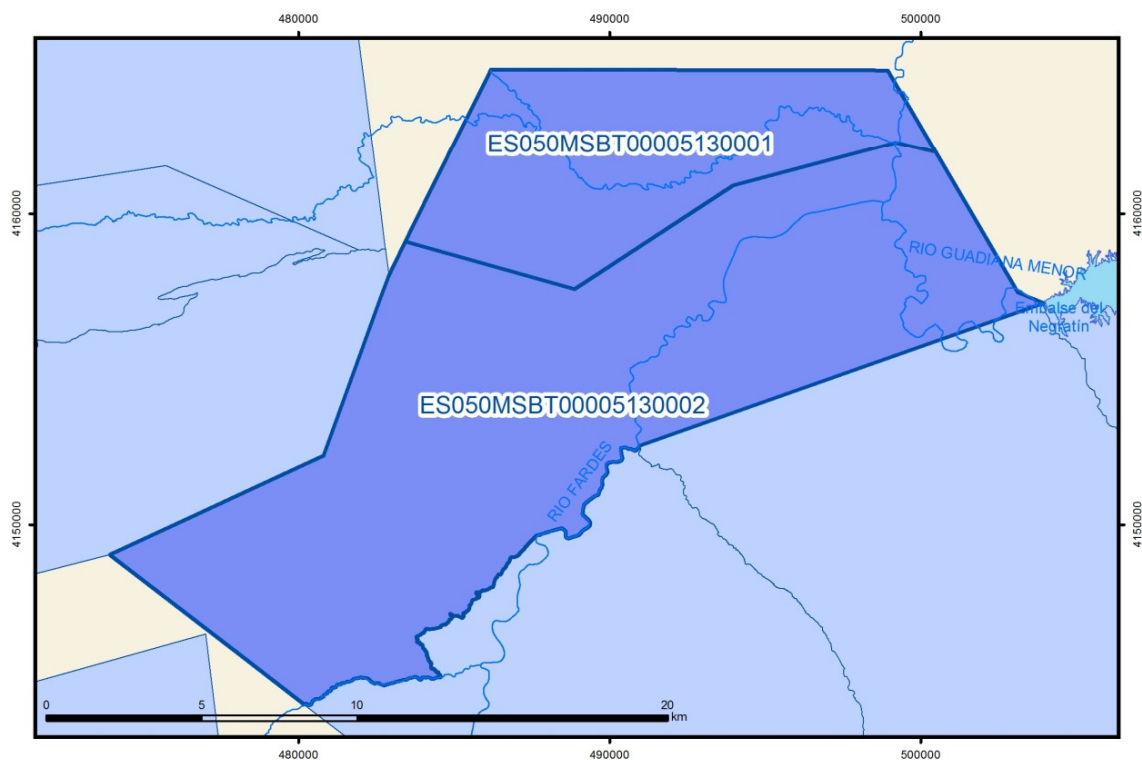 480000
490000
500000
ES050MSBT00005130001
4160000
4160000
RIO GUADIANA MENOR
Embalse del
Negratín
ES050MSBT00005130002
RIO FARDES
4150000
4150000
0
5
10
20
km
480000
490000
500000